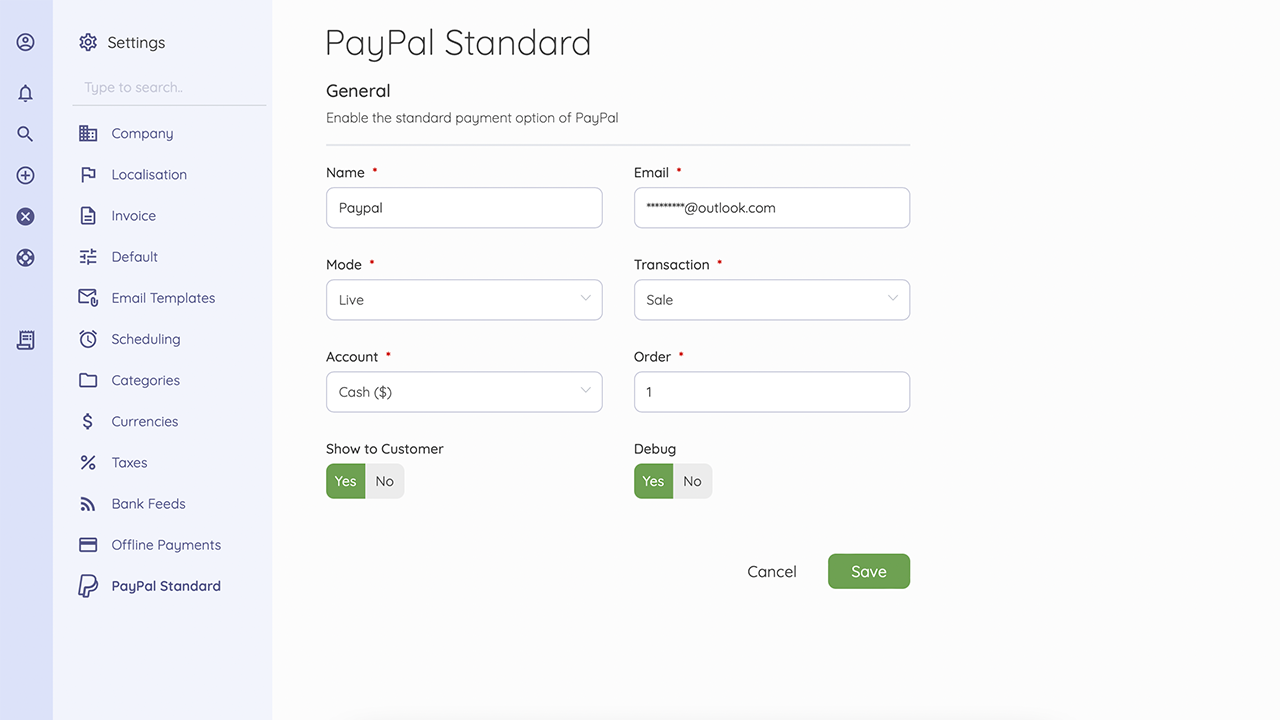 Settings
Type to search..
Company
Localisation
Invoice
Default
Email Templates
Scheduling
Categories
Currencies
Taxes
Bank Feeds
Offline Payments
PayPal Standard
PayPal Standard
General
Enable the standard payment option of PayPal
Name * Email *
Paypal *********@outlook.com
Mode * Transaction *
Live Sale
Account * Order *
Cash ($) 1
Show to Customer Debug
Yes No Yes No
Cancel Save